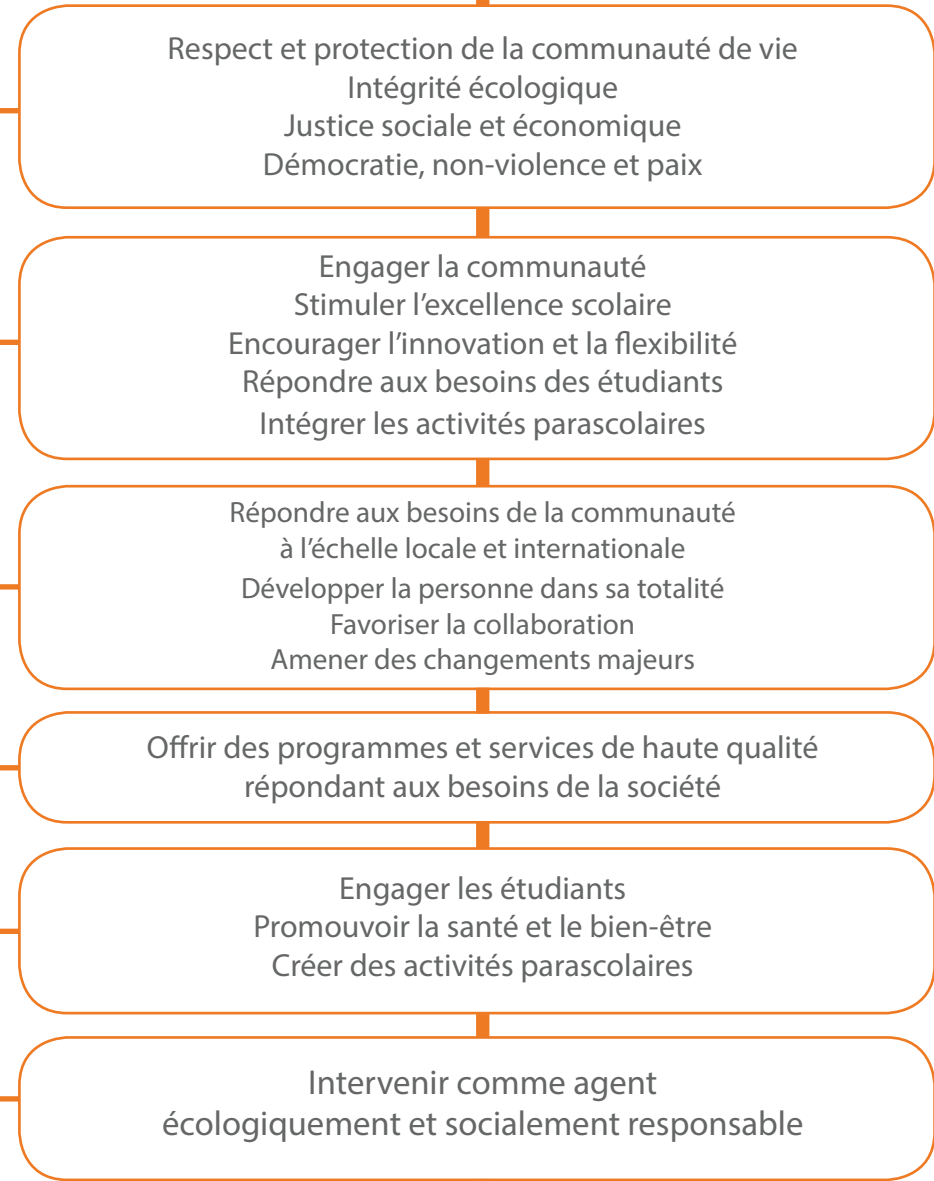 Respect et protection de la communauté de vie
Intégrité écologique
Justice sociale et économique
Démocratie, non-violence et paix
Engager la communauté
Stimuler l’excellence scolaire
Encourager l’innovation et la flexibilité
Répondre aux besoins des étudiants
Intégrer les activités parascolaires
Répondre aux besoins de la communauté
à l’échelle locale et internationale
Développer la personne dans sa totalité
Favoriser la collaboration
Amener des changements majeurs
Offrir des programmes et services de haute qualité
répondant aux besoins de la société
Engager les étudiants
Promouvoir la santé et le bien-être
Créer des activités parascolaires
Intervenir comme agent
écologiquement et socialement responsable